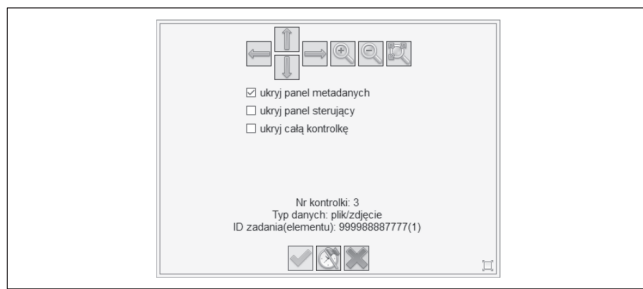 ukryj panel metadanych
ukryj panel sterujący
ukryj całą kontrolkę
Nr kontrolki: 3
Typ danych: plik/zdjęcie
ID zadania(elementu): 999988887777(1)